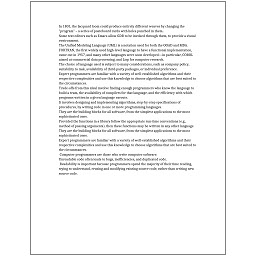 In 1801, the Jacquard loom could produce entirely different weaves by changing the
"program" – a series of pasteboard cards with holes punched in them.
Some text editors such as Emacs allow GDB to be invoked through them, to provide a visual
environment.
The Unified Modeling Language (UML) is a notation used for both the OOAD and MDA.
FORTRAN, the first widely used high-level language to have a functional implementation,
came out in 1957, and many other languages were soon developed—in particular, COBOL
aimed at commercial data processing, and Lisp for computer research.
The choice of language used is subject to many considerations, such as company policy,
suitability to task, availability of third-party packages, or individual preference.
Expert programmers are familiar with a variety of well-established algorithms and their
respective complexities and use this knowledge to choose algorithms that are best suited to
the circumstances.
Trade-offs from this ideal involve finding enough programmers who know the language to
build a team, the availability of compilers for that language, and the efficiency with which
programs written in a given language execute.
It involves designing and implementing algorithms, step-by-step specifications of
procedures, by writing code in one or more programming languages.
They are the building blocks for all software, from the simplest applications to the most
sophisticated ones.
Provided the functions in a library follow the appropriate run-time conventions (e.g.,
method of passing arguments), then these functions may be written in any other language.
They are the building blocks for all software, from the simplest applications to the most
sophisticated ones.
Expert programmers are familiar with a variety of well-established algorithms and their
respective complexities and use this knowledge to choose algorithms that are best suited to
the circumstances.
Computer programmers are those who write computer software.
Unreadable code often leads to bugs, inefficiencies, and duplicated code.
Readability is important because programmers spend the majority of their time reading,
trying to understand, reusing and modifying existing source code, rather than writing new
source code.